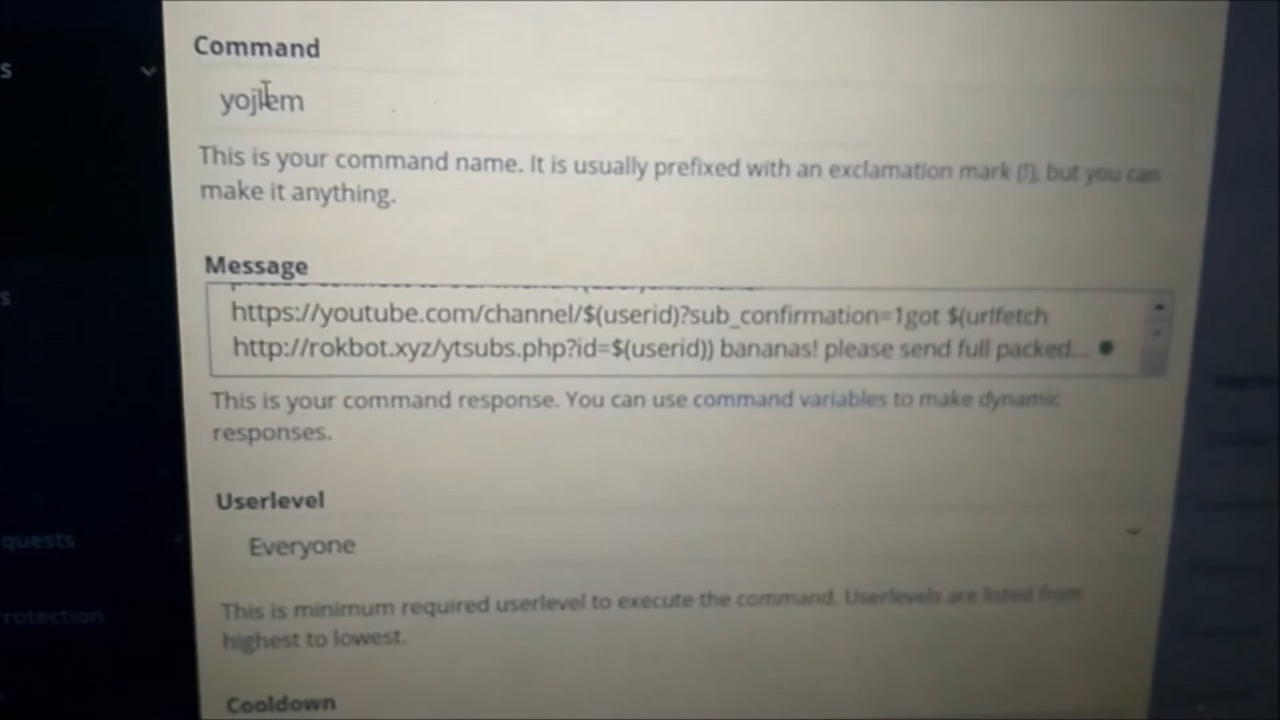 Command
yojlem
This is your command name. It is usually prefixed with an exclamation mark (!), but you can
make it anything.
Message
https://youtube.com/channel/$(userid)?sub_confirmation=1got $(urlfetch
http://rokbot.xyz/ytsubs.php?id=$(userid)) bananas! please send full packed...
This is your command response. You can use command variables to make dynamic
responses.
Userlevel
Everyone
This is minimum required userlevel to execute the command. Userlevels are listed from
highest to lowest.
Cooldown
s
s
quests
rotection